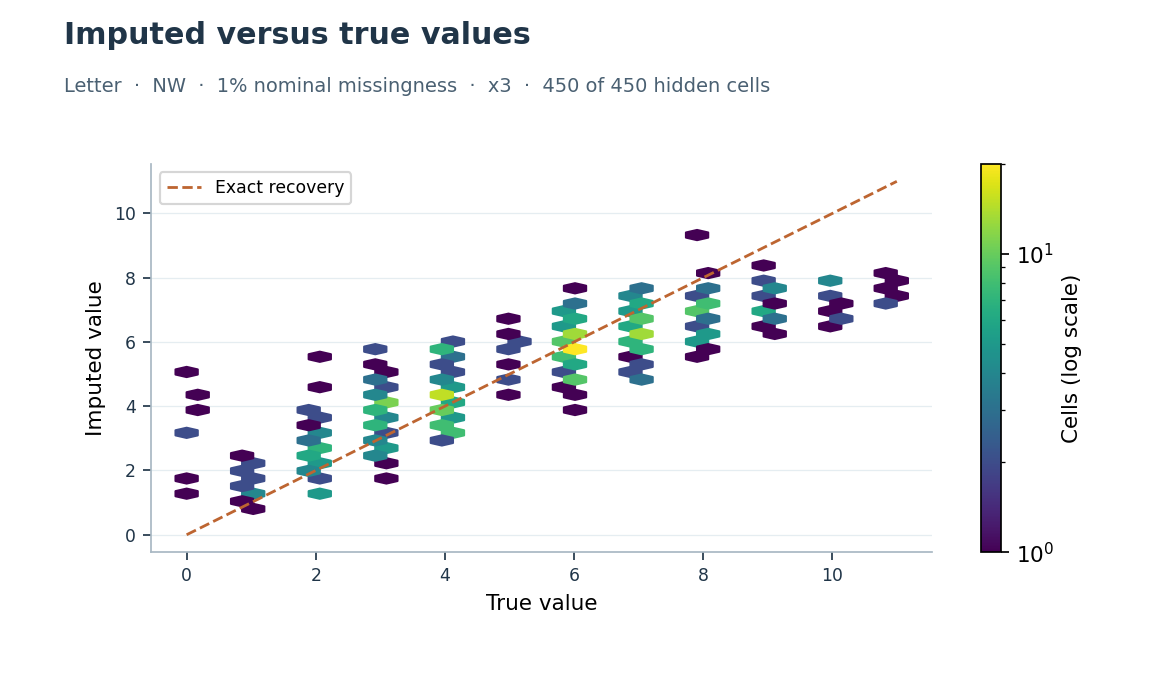 Imputed versus true values
Letter · NW · 1% nominal missingness · x3 · 450 of 450 hidden cells
Exact recovery
10
8
6
4
2
0
Imputed value
0 2 4 6 8 10
True value
10¹
10⁰
Cells (log scale)